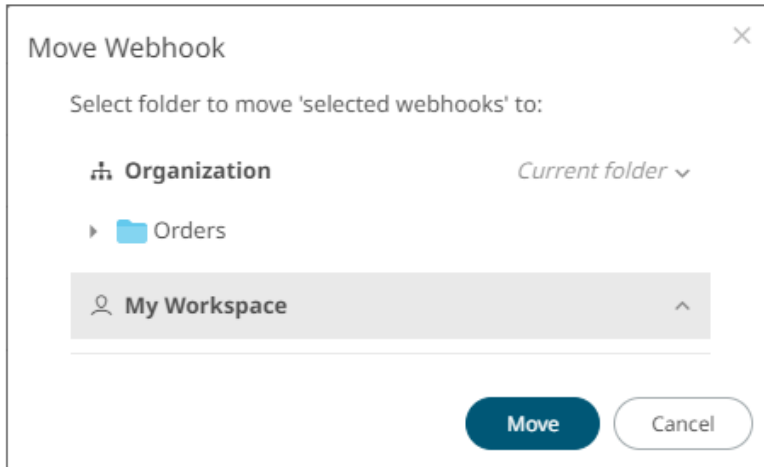 Move Webhook
Select folder to move 'selected webhooks' to:
Organization Current folder
Orders
My Workspace
Move Cancel